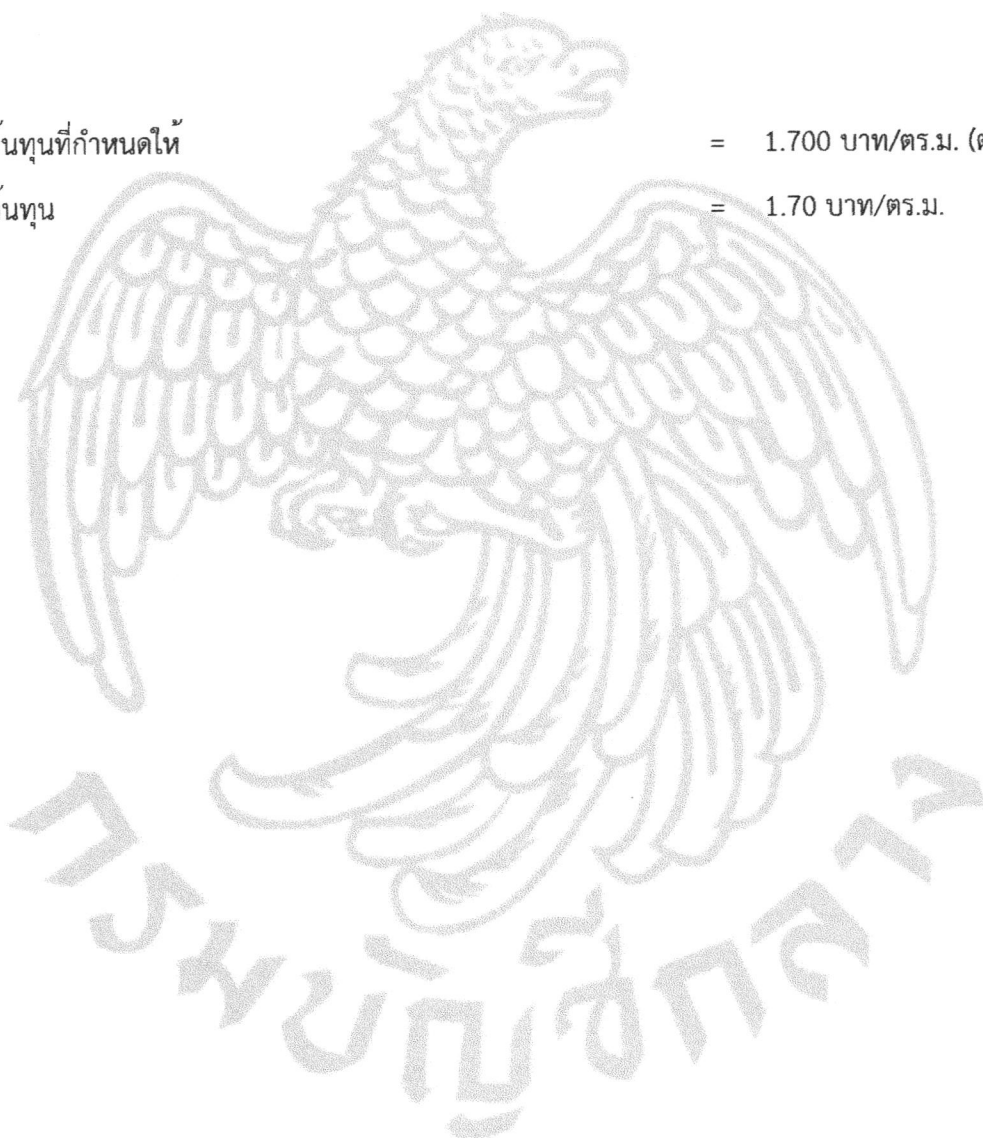 ้นทุนที่กำหนดให้ = 1.700 บาท/ตร.ม. (ต
้นทุน = 1.70 บาท/ตร.ม.
กรมบัญชีกลาง